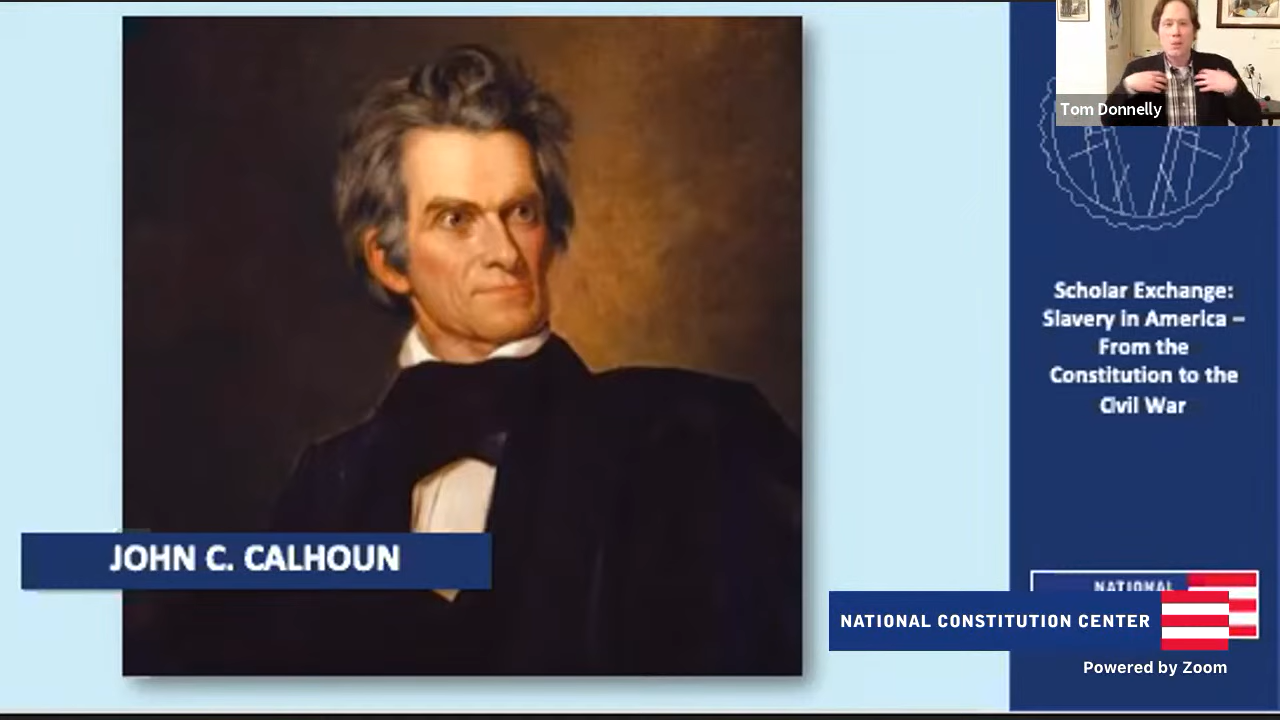 Tom Donnelly
Scholar Exchange:
Slavery in America –
From the
Constitution to the
Civil War
JOHN C. CALHOUN
NATIONAL
NATIONAL CONSTITUTION CENTER
Powered by Zoom